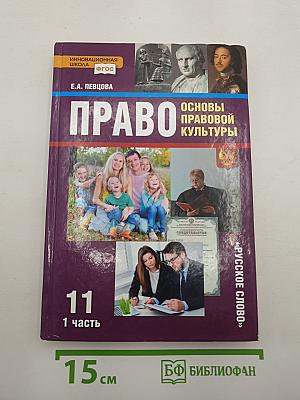 ИННОВАЦИОННАЯ
ШКОЛА
ФГОС
Е.А. ПЕВЦОВА
ПРАВО
ОСНОВЫ
ПРАВОВОЙ
КУЛЬТУРЫ
«РУССКОЕ СЛОВО»
11
1 часть
15 см
БФ БИБЛИОФАН